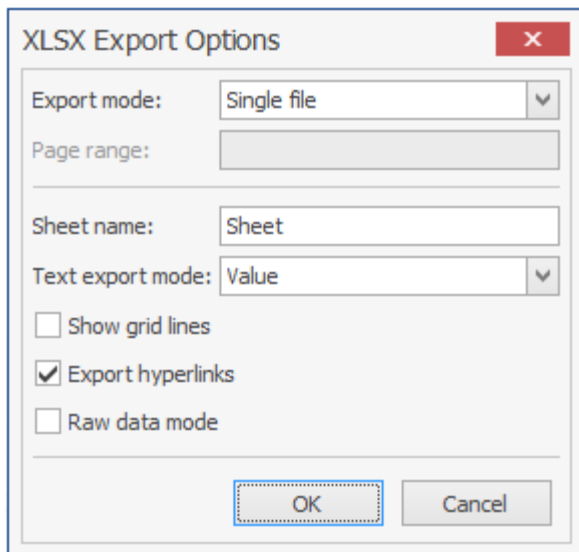 XLSX Export Options
Export mode: Single file
Page range:
Sheet name: Sheet
Text export mode: Value
Show grid lines
Export hyperlinks
Raw data mode
OK Cancel